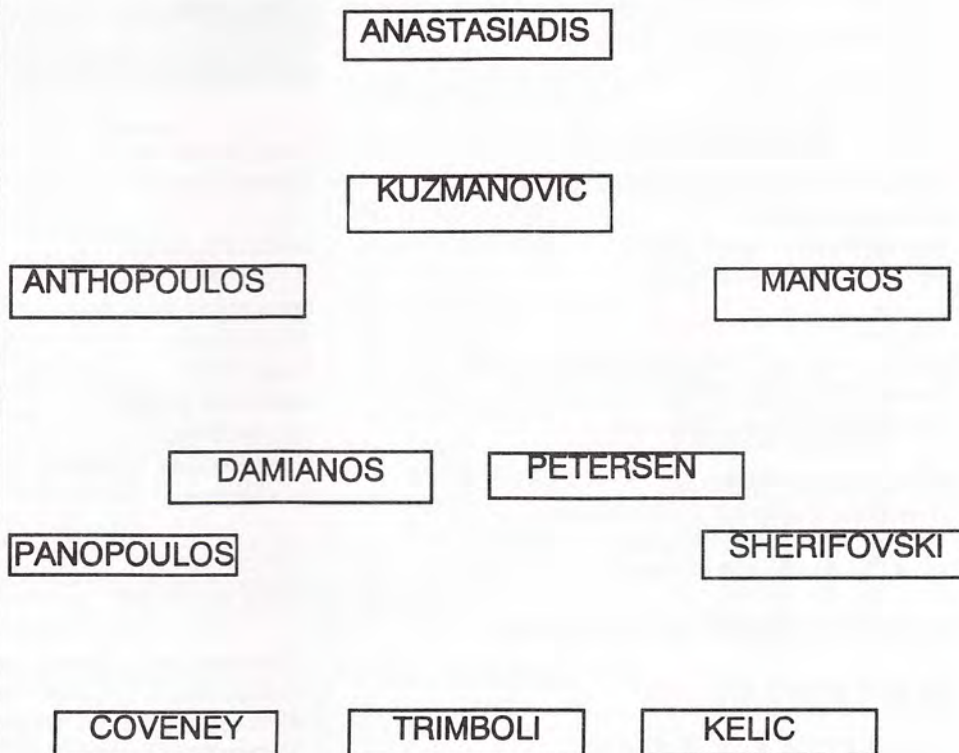 ANASTASIADIS
KUZMANOVIC
ANTHOPOULOS MANGOS
DAMIANOS PETERSEN
PANOPOULOS SHERIFOVSKI
COVENEY TRIMBOLI KELIC